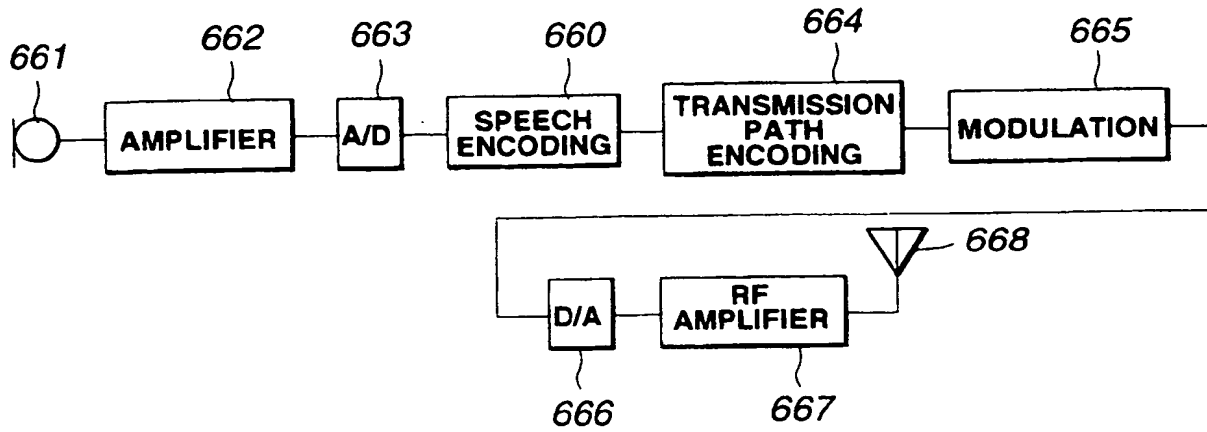 661
662
663
660
664
665
AMPLIFIER
A/D
SPEECH
ENCODING
TRANSMISSION
PATH
ENCODING
MODULATION
668
D/A
RF
AMPLIFIER
666
667